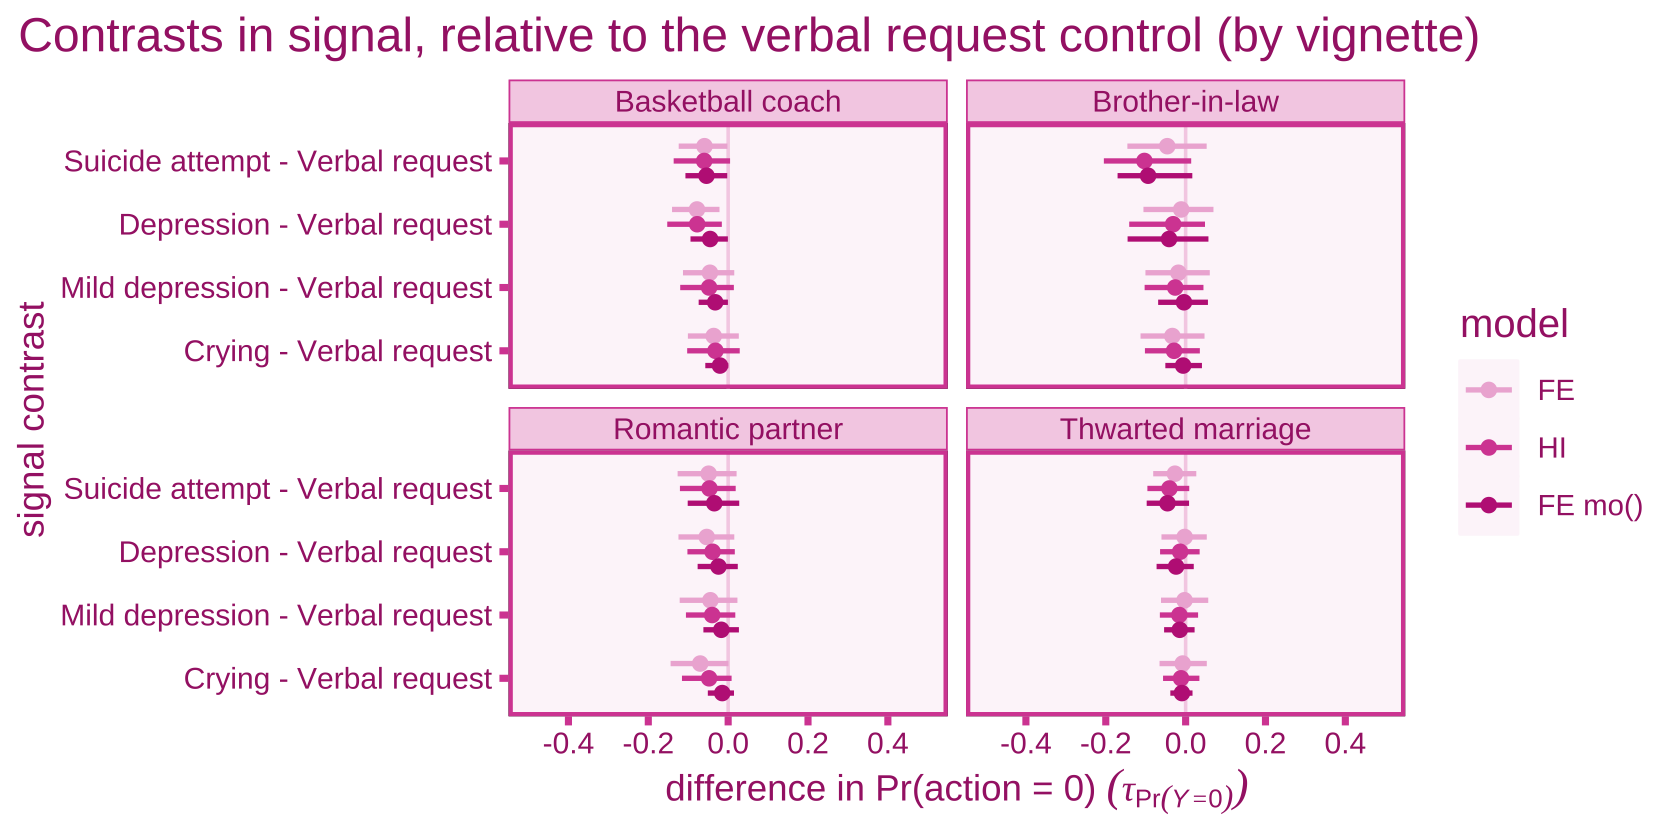 Contrasts in signal, relative to the verbal request control (by vignette)
Basketball coach
Brother-in-law
Suicide attempt - Verbal request
Depression - Verbal request
Mild depression - Verbal request
Crying - Verbal request
Romantic partner
Thwarted marriage
Suicide attempt - Verbal request
Depression - Verbal request
Mild depression - Verbal request
Crying - Verbal request
-0.4 -0.2 0.0 0.2 0.4
-0.4 -0.2 0.0 0.2 0.4
difference in Pr(action = 0) (τPr(Y=0))
signal contrast
model
FE
HI
FE mo()